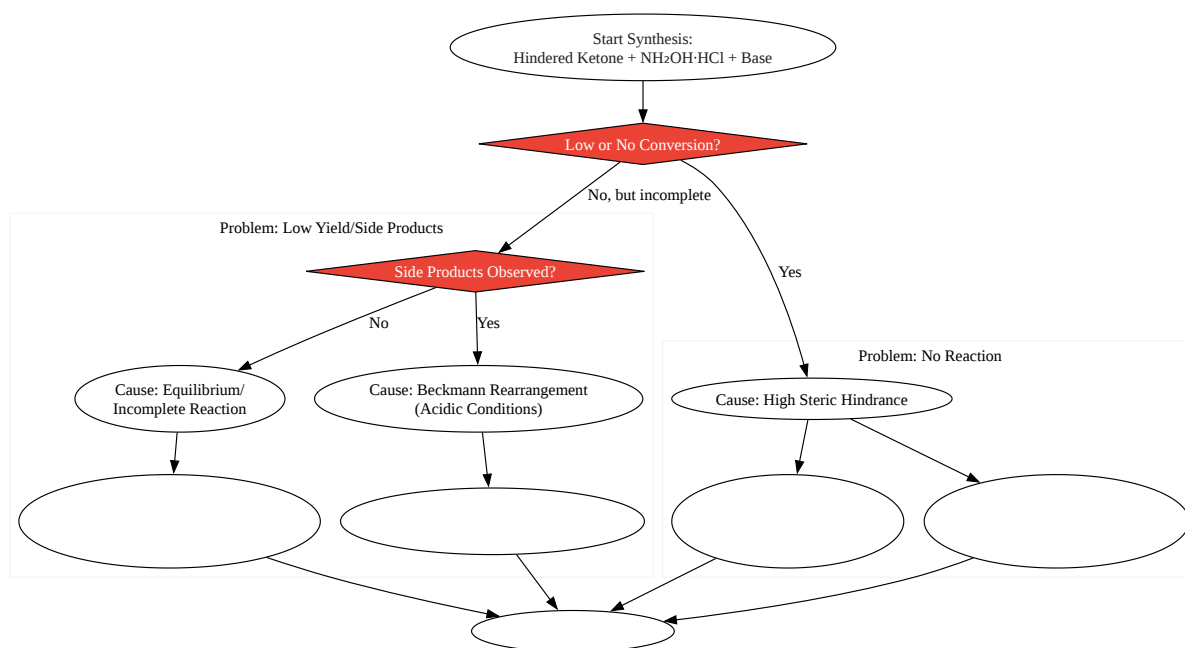 Start Synthesis:
Hindered Ketone + NH₂OH·HCl + Base
Low or No Conversion?
No, but incomplete
Problem: Low Yield/Side Products
Side Products Observed?
Yes
No
Yes
Problem: No Reaction
Cause: Equilibrium/
Incomplete Reaction
Cause: Beckmann Rearrangement
(Acidic Conditions)
Cause: High Steric Hindrance